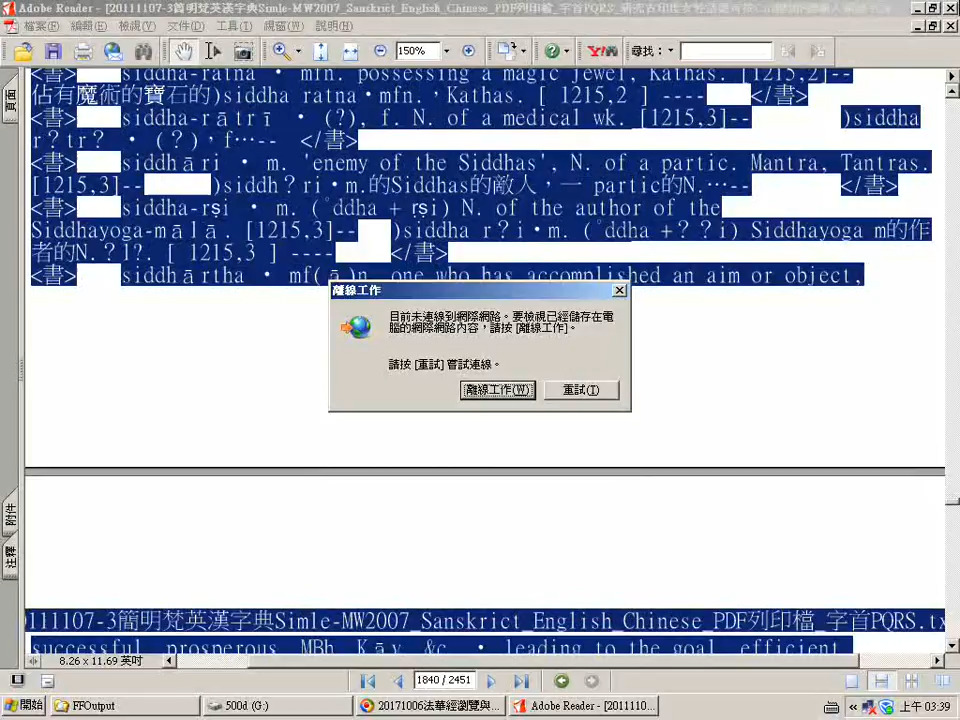 Adobe Reader - [20111107-3簡明梵英漢字典Simle-MW2007_Sanskrict_English_Chinese_PDF列印檔_字首PQRS
檔案(F) 編輯(E) 檢視(V) 文件(D) 工具(T) 視窗(W) 說明(H)
150% 尋找:
頁面
<書> siddha-ratna • mfn. possessing a magic jewel, Kathas. [1215,2]--
佔有魔術的寶石的)siddha ratna•mfn.，Kathas. [ 1215,2 ] ---- </書>
<書> siddha-rātrī • (?), f. N. of a medical wk. [1215,3]-- )siddha
r？tr？ • (？)，f…-- </書>
<書> siddhāri • m. 'enemy of the Siddhas', N. of a partic. Mantra, Tantras.
[1215,3]-- )siddh？ri•m.的Siddhas的敵人，一 partic的N.…-- </書>
<書> siddha-rṣi • m. (˚ddha + ṛṣi) N. of the author of the
Siddhayoga-mālā. [1215,3]-- )siddha r？i•m. (˚ddha +？？i) Siddhayoga m的作
者的N.？l?. [ 1215,3 ] ---- </書>
<書> siddhārtha • mf(ā)n. one who has accomplished an aim or object,
離線工作
目前未連線到網際網路。要檢視已經儲存在電
腦的網際網路內容，請按 [離線工作]。
請按 [重試] 嘗試連線。
離線工作(W) 重試(T)
附件
注釋
111107-3簡明梵英漢字典Simle-MW2007_Sanskrict_English_Chinese_PDF列印檔_字首PQRS.tx
successful, prosperous, MBh. Kāv. &c. • leading to the goal, efficient
8.26 x 11.69 英吋
1840 / 2451
開始 FFOutput 500d (G:) 20171006法華經瀏覽與... Adobe Reader - [2011110... 上午 03:39